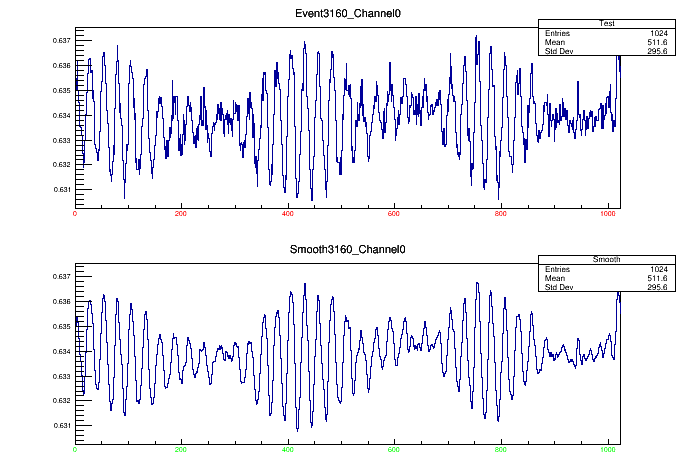 Event3160_Channel0
Test
Entries 1024
Mean 511.6
Std Dev 295.6
0.637
0.636
0.635
0.634
0.633
0.632
0.631
0 200 400 600 800 1000
Smooth3160_Channel0
Smooth
Entries 1024
Mean 511.6
Std Dev 295.6
0.637
0.636
0.635
0.634
0.633
0.632
0.631
0 200 400 600 800 1000